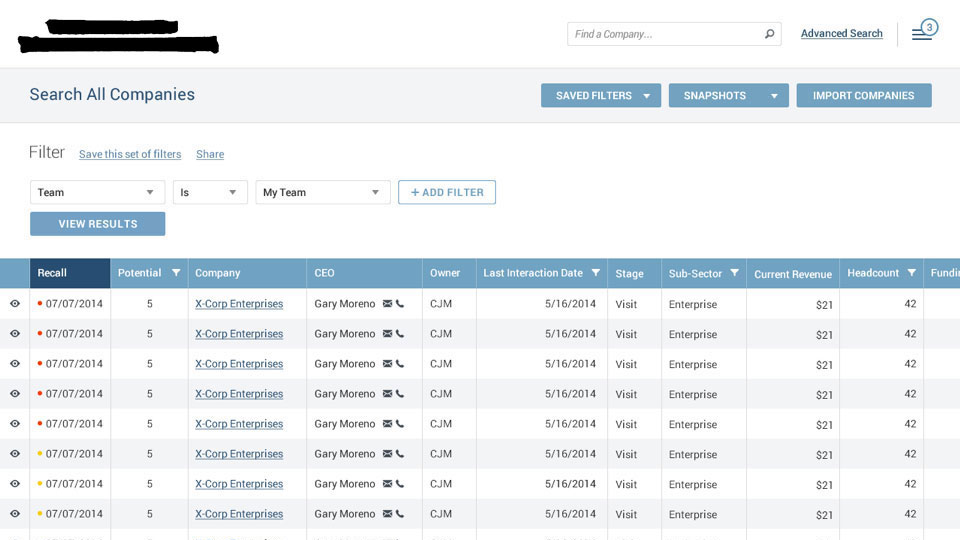 Find a Company...
Advanced Search
3
Search All Companies
SAVED FILTERS
SNAPSHOTS
IMPORT COMPANIES
Filter Save this set of filters Share
Team Is My Team + ADD FILTER
VIEW RESULTS
Recall Potential Company CEO Owner Last Interaction Date Stage Sub-Sector Current Revenue Headcount Fundin
07/07/2014 5 X-Corp Enterprises Gary Moreno CJM 5/16/2014 Visit Enterprise $21 42
07/07/2014 5 X-Corp Enterprises Gary Moreno CJM 5/16/2014 Visit Enterprise $21 42
07/07/2014 5 X-Corp Enterprises Gary Moreno CJM 5/16/2014 Visit Enterprise $21 42
07/07/2014 5 X-Corp Enterprises Gary Moreno CJM 5/16/2014 Visit Enterprise $21 42
07/07/2014 5 X-Corp Enterprises Gary Moreno CJM 5/16/2014 Visit Enterprise $21 42
07/07/2014 5 X-Corp Enterprises Gary Moreno CJM 5/16/2014 Visit Enterprise $21 42
07/07/2014 5 X-Corp Enterprises Gary Moreno CJM 5/16/2014 Visit Enterprise $21 42
07/07/2014 5 X-Corp Enterprises Gary Moreno CJM 5/16/2014 Visit Enterprise $21 42